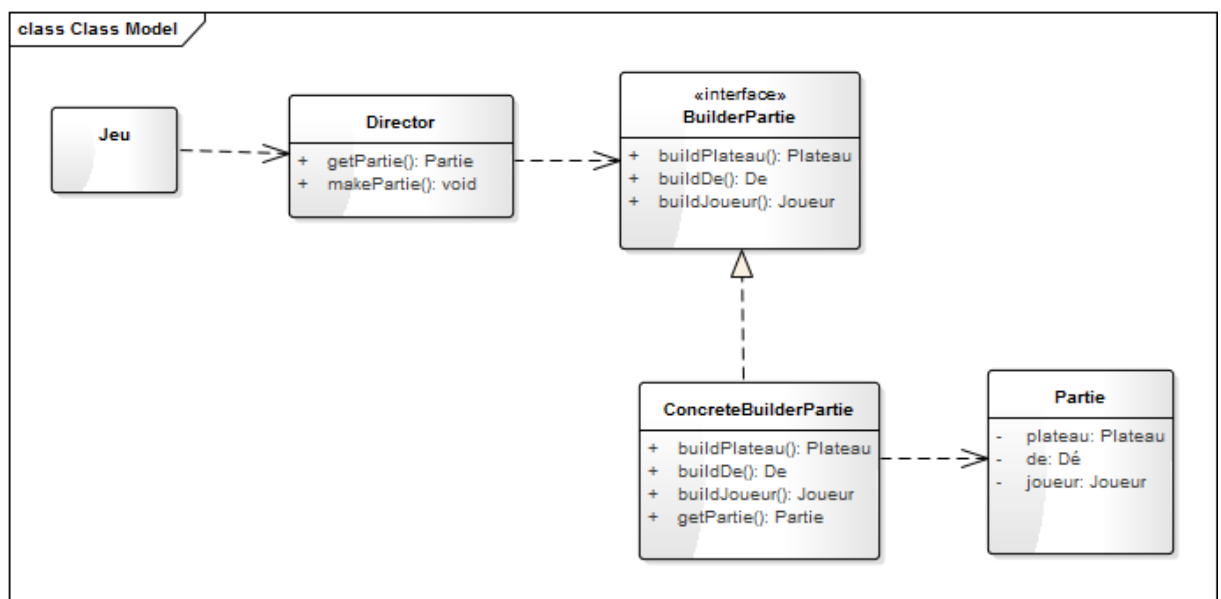 class Class Model
Jeu
Director
+ getPartie(): Partie
+ makePartie(): void
«interface»
BuilderPartie
+ buildPlateau(): Plateau
+ buildDe(): De
+ buildJoueur(): Joueur
ConcreteBuilderPartie
+ buildPlateau(): Plateau
+ buildDe(): De
+ buildJoueur(): Joueur
+ getPartie(): Partie
Partie
- plateau: Plateau
- de: Dé
- joueur: Joueur